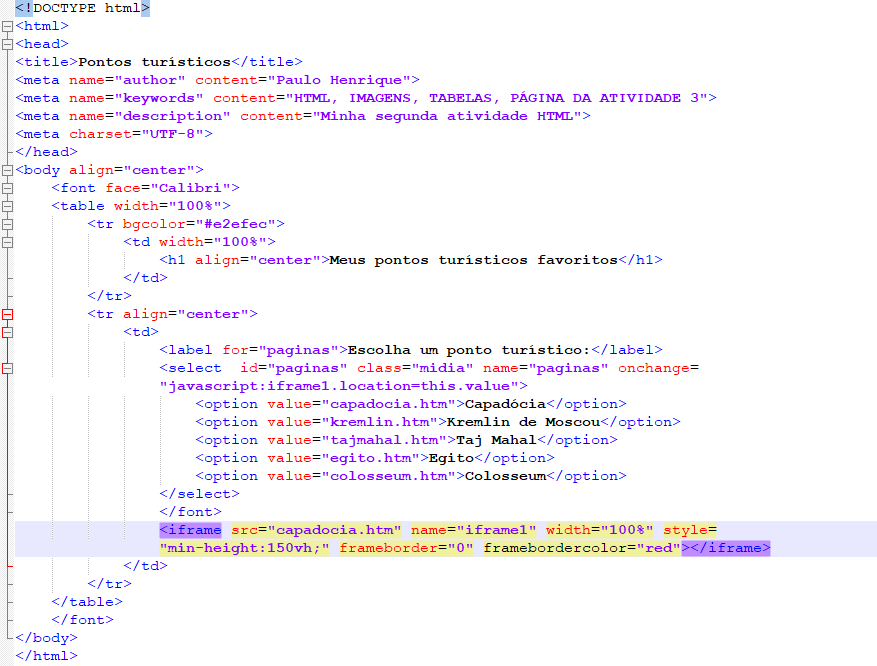 <!DOCTYPE html>
<html>
<head>
<title>Pontos turísticos</title>
<meta name="author" content="Paulo Henrique">
<meta name="keywords" content="HTML, IMAGENS, TABELAS, PÁGINA DA ATIVIDADE 3">
<meta name="description" content="Minha segunda atividade HTML">
<meta charset="UTF-8">
</head>
<body align="center">
    <font face="Calibri">
    <table width="100%">
        <tr bgcolor="#e2efec">
            <td width="100%">
                <h1 align="center">Meus pontos turísticos favoritos</h1>
            </td>
        </tr>
        <tr align="center">
            <td>
                <label for="paginas">Escolha um ponto turístico:</label>
                <select  id="paginas" class="midia" name="paginas" onchange=
                "javascript:iframe1.location=this.value">
                    <option value="capadocia.htm">Capadócia</option>
                    <option value="kremlin.htm">Kremlin de Moscou</option>
                    <option value="tajmahal.htm">Taj Mahal</option>
                    <option value="egito.htm">Egito</option>
                    <option value="colosseum.htm">Colosseum</option>
                </select>
                </font>
                <iframe src="capadocia.htm" name="iframe1" width="100%" style=
                "min-height:150vh;" frameborder="0" framebordercolor="red"></iframe>
            </td>
        </tr>
    </table>
    </font>
</body>
</html>